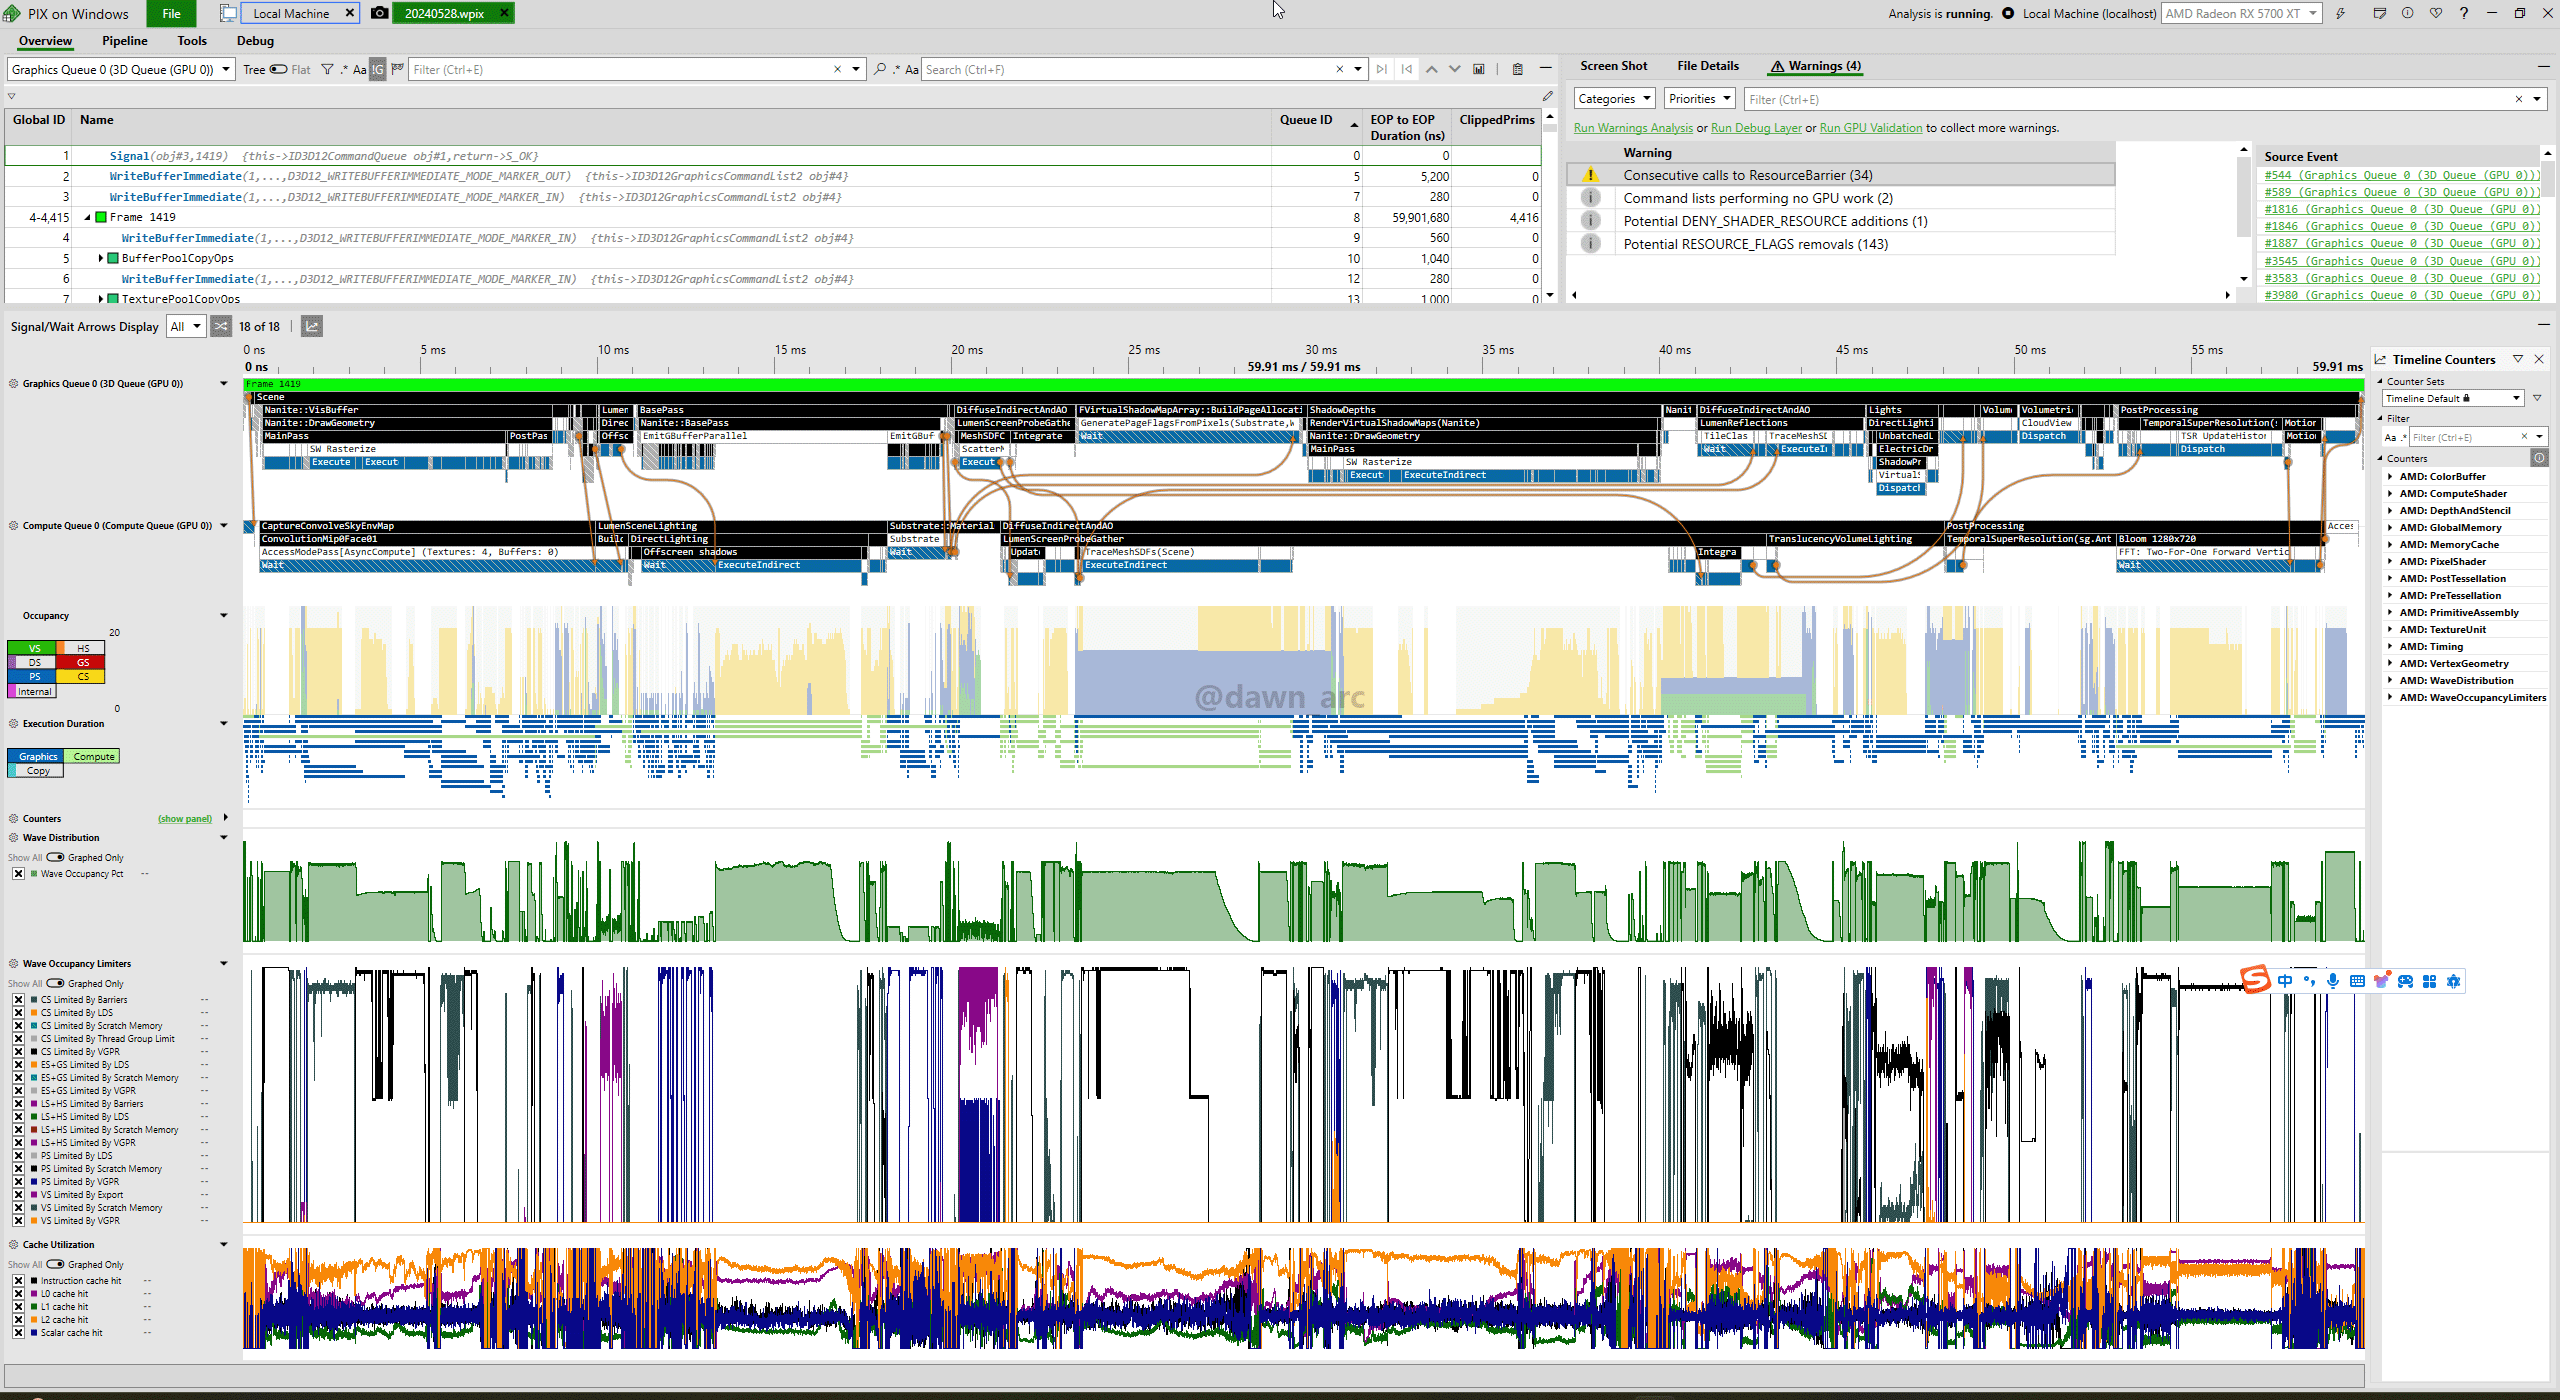 PIX on Windows File Local Machine 20240528.wpix Analysis is running. Local Machine (localhost) AMD Radeon RX 5700 XT
Overview Pipeline Tools Debug
Graphics Queue 0 (3D Queue (GPU 0)) Tree Flat .* Aa !G Filter (Ctrl+E) .* Aa Search (Ctrl+F)
Global ID Name Queue ID EOP to EOP Duration (ns) ClippedPrims
1 Signal(obj#3,1419) {this->ID3D12CommandQueue obj#1,return->S_OK} 0 0
2 WriteBufferImmediate(1,...,D3D12_WRITEBUFFERIMMEDIATE_MODE_MARKER_OUT) {this->ID3D12GraphicsCommandList2 obj#4} 5 5,200 0
3 WriteBufferImmediate(1,...,D3D12_WRITEBUFFERIMMEDIATE_MODE_MARKER_IN) {this->ID3D12GraphicsCommandList2 obj#4} 7 280 0
4-4,415 Frame 1419 8 59,901,680 4,416
4 WriteBufferImmediate(1,...,D3D12_WRITEBUFFERIMMEDIATE_MODE_MARKER_IN) {this->ID3D12GraphicsCommandList2 obj#4} 9 560 0
5 BufferPoolCopyOps 10 1,040 0
6 WriteBufferImmediate(1,...,D3D12_WRITEBUFFERIMMEDIATE_MODE_MARKER_IN) {this->ID3D12GraphicsCommandList2 obj#4} 12 280 0
7 TexturePoolCopyOps 13 1,000 0
Screen Shot File Details Warnings (4)
Categories Priorities Filter (Ctrl+E)
Run Warnings Analysis or Run Debug Layer or Run GPU Validation to collect more warnings.
Warning
Consecutive calls to ResourceBarrier (34)
Command lists performing no GPU work (2)
Potential DENY_SHADER_RESOURCE additions (1)
Potential RESOURCE_FLAGS removals (143)
Source Event
#544 (Graphics Queue 0 (3D Queue (GPU 0)))
#589 (Graphics Queue 0 (3D Queue (GPU 0)))
#1816 (Graphics Queue 0 (3D Queue (GPU 0))
#1846 (Graphics Queue 0 (3D Queue (GPU 0))
#1887 (Graphics Queue 0 (3D Queue (GPU 0))
#3545 (Graphics Queue 0 (3D Queue (GPU 0))
#3583 (Graphics Queue 0 (3D Queue (GPU 0))
#3980 (Graphics Queue 0 (3D Queue (GPU 0))
Signal/Wait Arrows Display All 18 of 18
0 ns 5 ms 10 ms 15 ms 20 ms 25 ms 30 ms 35 ms 40 ms 45 ms 50 ms 55 ms
0 ns 59.91 ms / 59.91 ms 59.91 ms
Graphics Queue 0 (3D Queue (GPU 0)) Frame 1419
Scene
Nanite::VisBuffer Lumen BasePass DiffuseIndirectAndAO FVirtualShadowMapArray::BuildPageAllocati ShadowDepths Nanit DiffuseIndirectAndAO Lights Volum Volumetri PostProcessing
Nanite::DrawGeometry Direc Nanite::BasePass LumenScreenProbeGathe GeneratePageFlagsFromPixels(Substrate,N RenderVirtualShadowMaps(Nanite) LumenReflections DirectLighti CloudView TemporalSuperResolution(s Motion
MainPass PostPas Offsc EmitGBufferParallel EmitGBuf MeshSDFC Integrate Wait Nanite::DrawGeometry TileClas TraceMeshSD UnbatchedL Dispatch TSR UpdateHistor Motion
SW Rasterize ScatterM MainPass Wait ExecuteIn ElectricDr Dispatch
Execute Executi Execut SW Rasterize ShadowPr
Execut ExecuteIndirect VirtualS
Dispatcl
Compute Queue 0 (Compute Queue (GPU 0)) CaptureConvolveSkyEnvMap LumenSceneLighting Substrate::Material DiffuseIndirectAndAO PostProcessing Acces
ConvolutionMip0Face01 Build DirectLighting Substrate LumenScreenProbeGather TranslucencyVolumeLighting TemporalSuperResolution(sg.Ant Bloom 1280x720
AccessModePass[AsyncCompute] (Textures: 4, Buffers: 0) Offscreen shadows Wait Updat TraceMeshSDFs(Scene) Integra FFT: Two-For-One Forward Vertic
Wait Wait ExecuteIndirect ExecuteIndirect Wait
Occupancy
20
VS HS
DS GS
PS CS
Internal
0
@dawn arc
Execution Duration
Graphics Compute
Copy
Counters (show panel)
Wave Distribution
Show All Graphed Only
Wave Occupancy Pct --
Wave Occupancy Limiters
Show All Graphed Only
CS Limited By Barriers --
CS Limited By LDS --
CS Limited By Scratch Memory --
CS Limited By Thread Group Limit --
CS Limited By VGPR --
ES+GS Limited By LDS --
ES+GS Limited By Scratch Memory --
ES+GS Limited By VGPR --
LS+HS Limited By Barriers --
LS+HS Limited By LDS --
LS+HS Limited By Scratch Memory --
LS+HS Limited By VGPR --
PS Limited By LDS --
PS Limited By Scratch Memory --
PS Limited By VGPR --
VS Limited By Export --
VS Limited By Scratch Memory --
VS Limited By VGPR --
Cache Utilization
Show All Graphed Only
Instruction cache hit --
L0 cache hit --
L1 cache hit --
L2 cache hit --
Scalar cache hit --
Timeline Counters
Counter Sets
Timeline Default
Filter
Aa .* Filter (Ctrl+E)
Counters
AMD: ColorBuffer
AMD: ComputeShader
AMD: DepthAndStencil
AMD: GlobalMemory
AMD: MemoryCache
AMD: PixelShader
AMD: PostTessellation
AMD: PreTessellation
AMD: PrimitiveAssembly
AMD: TextureUnit
AMD: Timing
AMD: VertexGeometry
AMD: WaveDistribution
AMD: WaveOccupancyLimiters
中